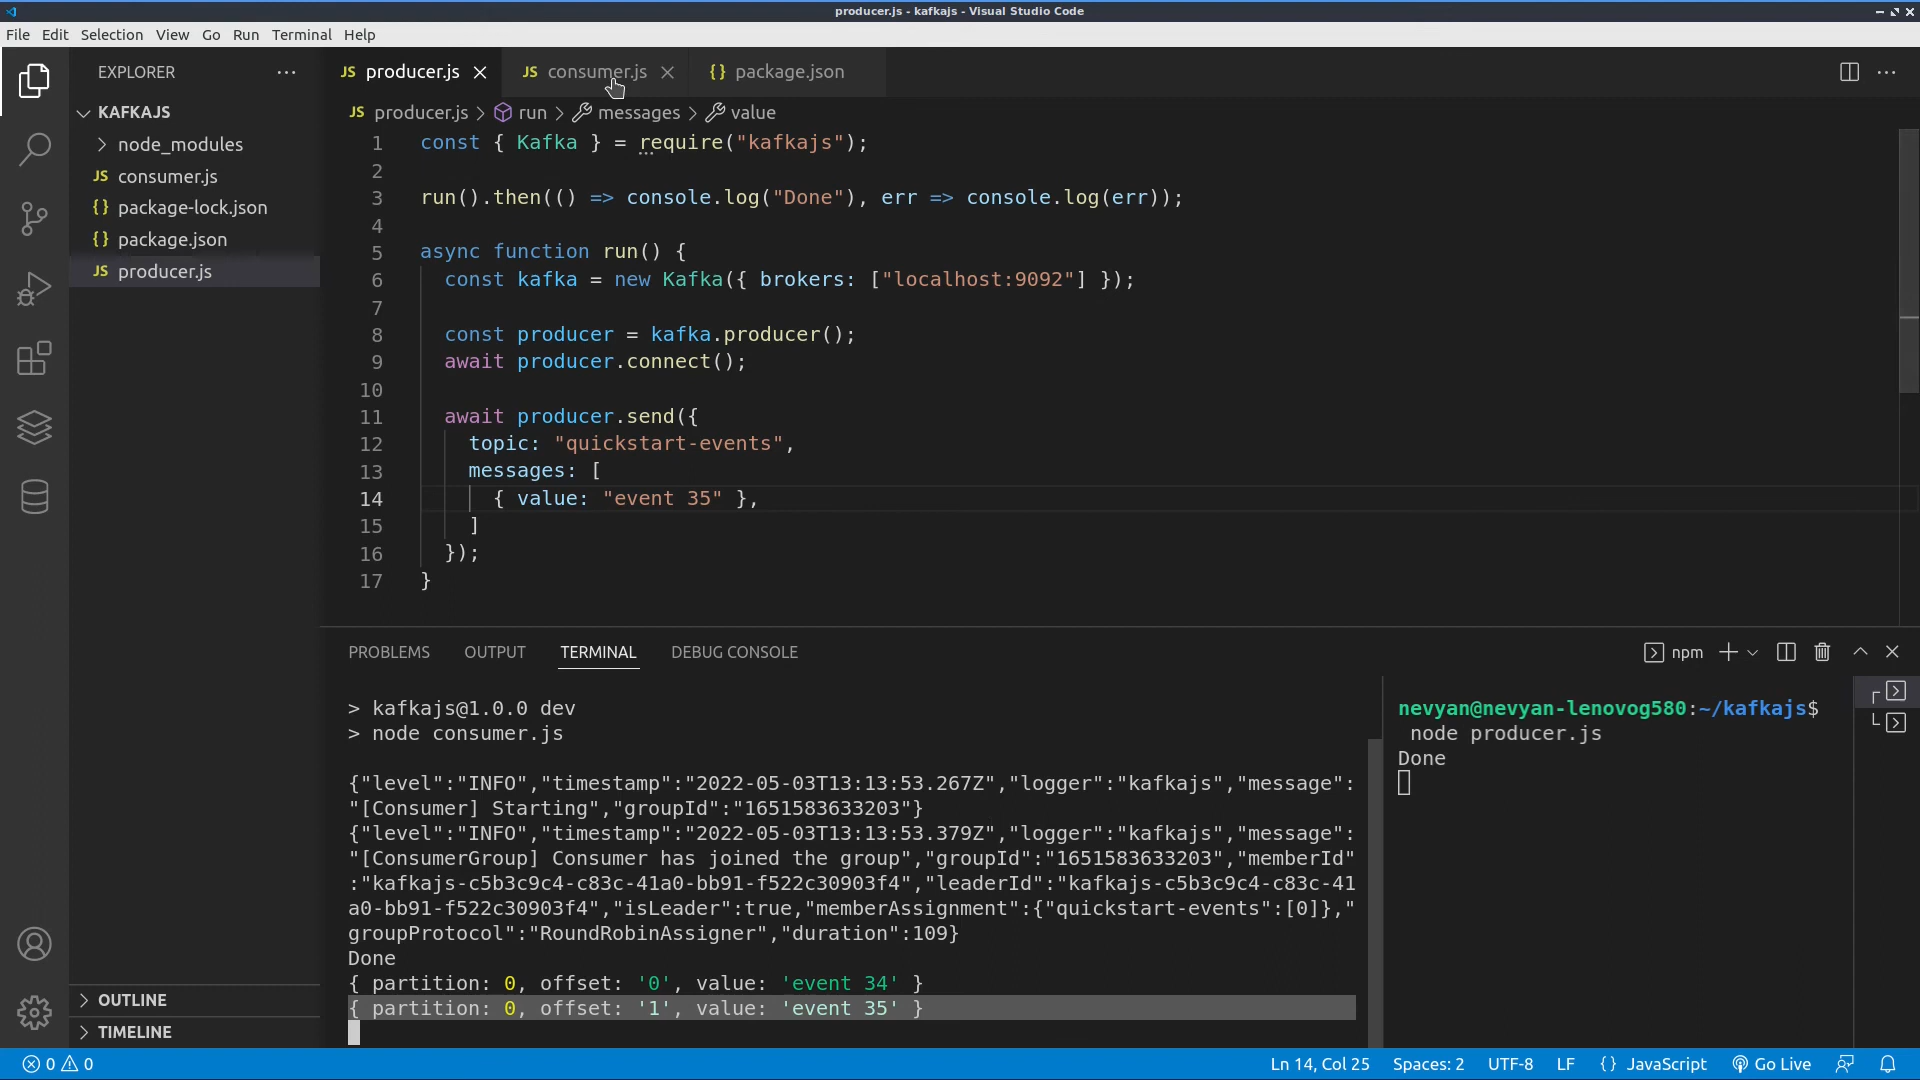 producer.js - kafkajs - Visual Studio Code
File Edit Selection View Go Run Terminal Help
EXPLORER
KAFKAJS
node_modules
JS consumer.js
{} package-lock.json
{} package.json
JS producer.js
OUTLINE
TIMELINE
JS producer.js
JS consumer.js
{} package.json
JS producer.js > run > messages > value
1 const { Kafka } = require("kafkajs");
2
3 run().then(() => console.log("Done"), err => console.log(err));
4
5 async function run() {
6 const kafka = new Kafka({ brokers: ["localhost:9092"] });
7
8 const producer = kafka.producer();
9 await producer.connect();
10
11 await producer.send({
12 topic: "quickstart-events",
13 messages: [
14 { value: "event 35" },
15 ]
16 });
17 }
PROBLEMS OUTPUT TERMINAL DEBUG CONSOLE
npm
> kafkajs@1.0.0 dev
> node consumer.js
{"level":"INFO","timestamp":"2022-05-03T13:13:53.267Z","logger":"kafkajs","message":
"[Consumer] Starting","groupId":"1651583633203"}
{"level":"INFO","timestamp":"2022-05-03T13:13:53.379Z","logger":"kafkajs","message":
"[ConsumerGroup] Consumer has joined the group","groupId":"1651583633203","memberId"
:"kafkajs-c5b3c9c4-c83c-41a0-bb91-f522c30903f4","leaderId":"kafkajs-c5b3c9c4-c83c-41
a0-bb91-f522c30903f4","isLeader":true,"memberAssignment":{"quickstart-events":[0]},"
groupProtocol":"RoundRobinAssigner","duration":109}
Done
{ partition: 0, offset: '0', value: 'event 34' }
{ partition: 0, offset: '1', value: 'event 35' }
nevyan@nevyan-lenovog580:~/kafkajs$
node producer.js
Done
0 0
Ln 14, Col 25 Spaces: 2 UTF-8 LF {} JavaScript Go Live